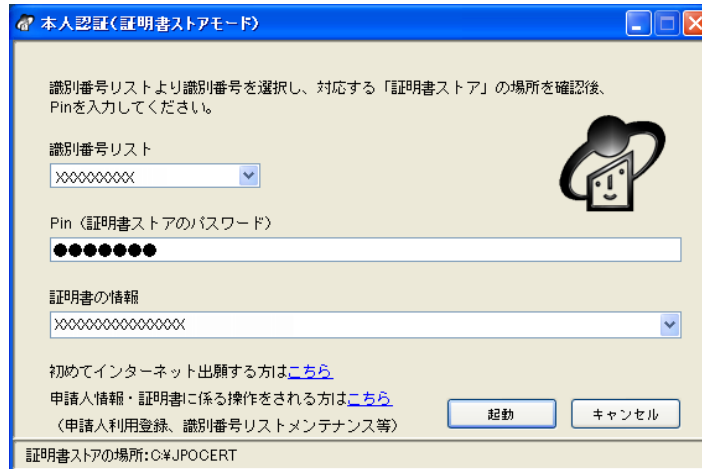 本人認証(証明書ストアモード)
識別番号リストより識別番号を選択し、対応する「証明書ストア」の場所を確認後、
Pinを入力してください。
識別番号リスト
XXXXXXXXX
Pin（証明書ストアのパスワード）
●●●●●●●
証明書の情報
XXXXXXXXXXXXXXX
初めてインターネット出願する方はこちら
申請人情報・証明書に係る操作をされる方はこちら
（申請人利用登録、識別番号リストメンテナンス等）
起動
キャンセル
証明書ストアの場所:C:¥JPOCERT